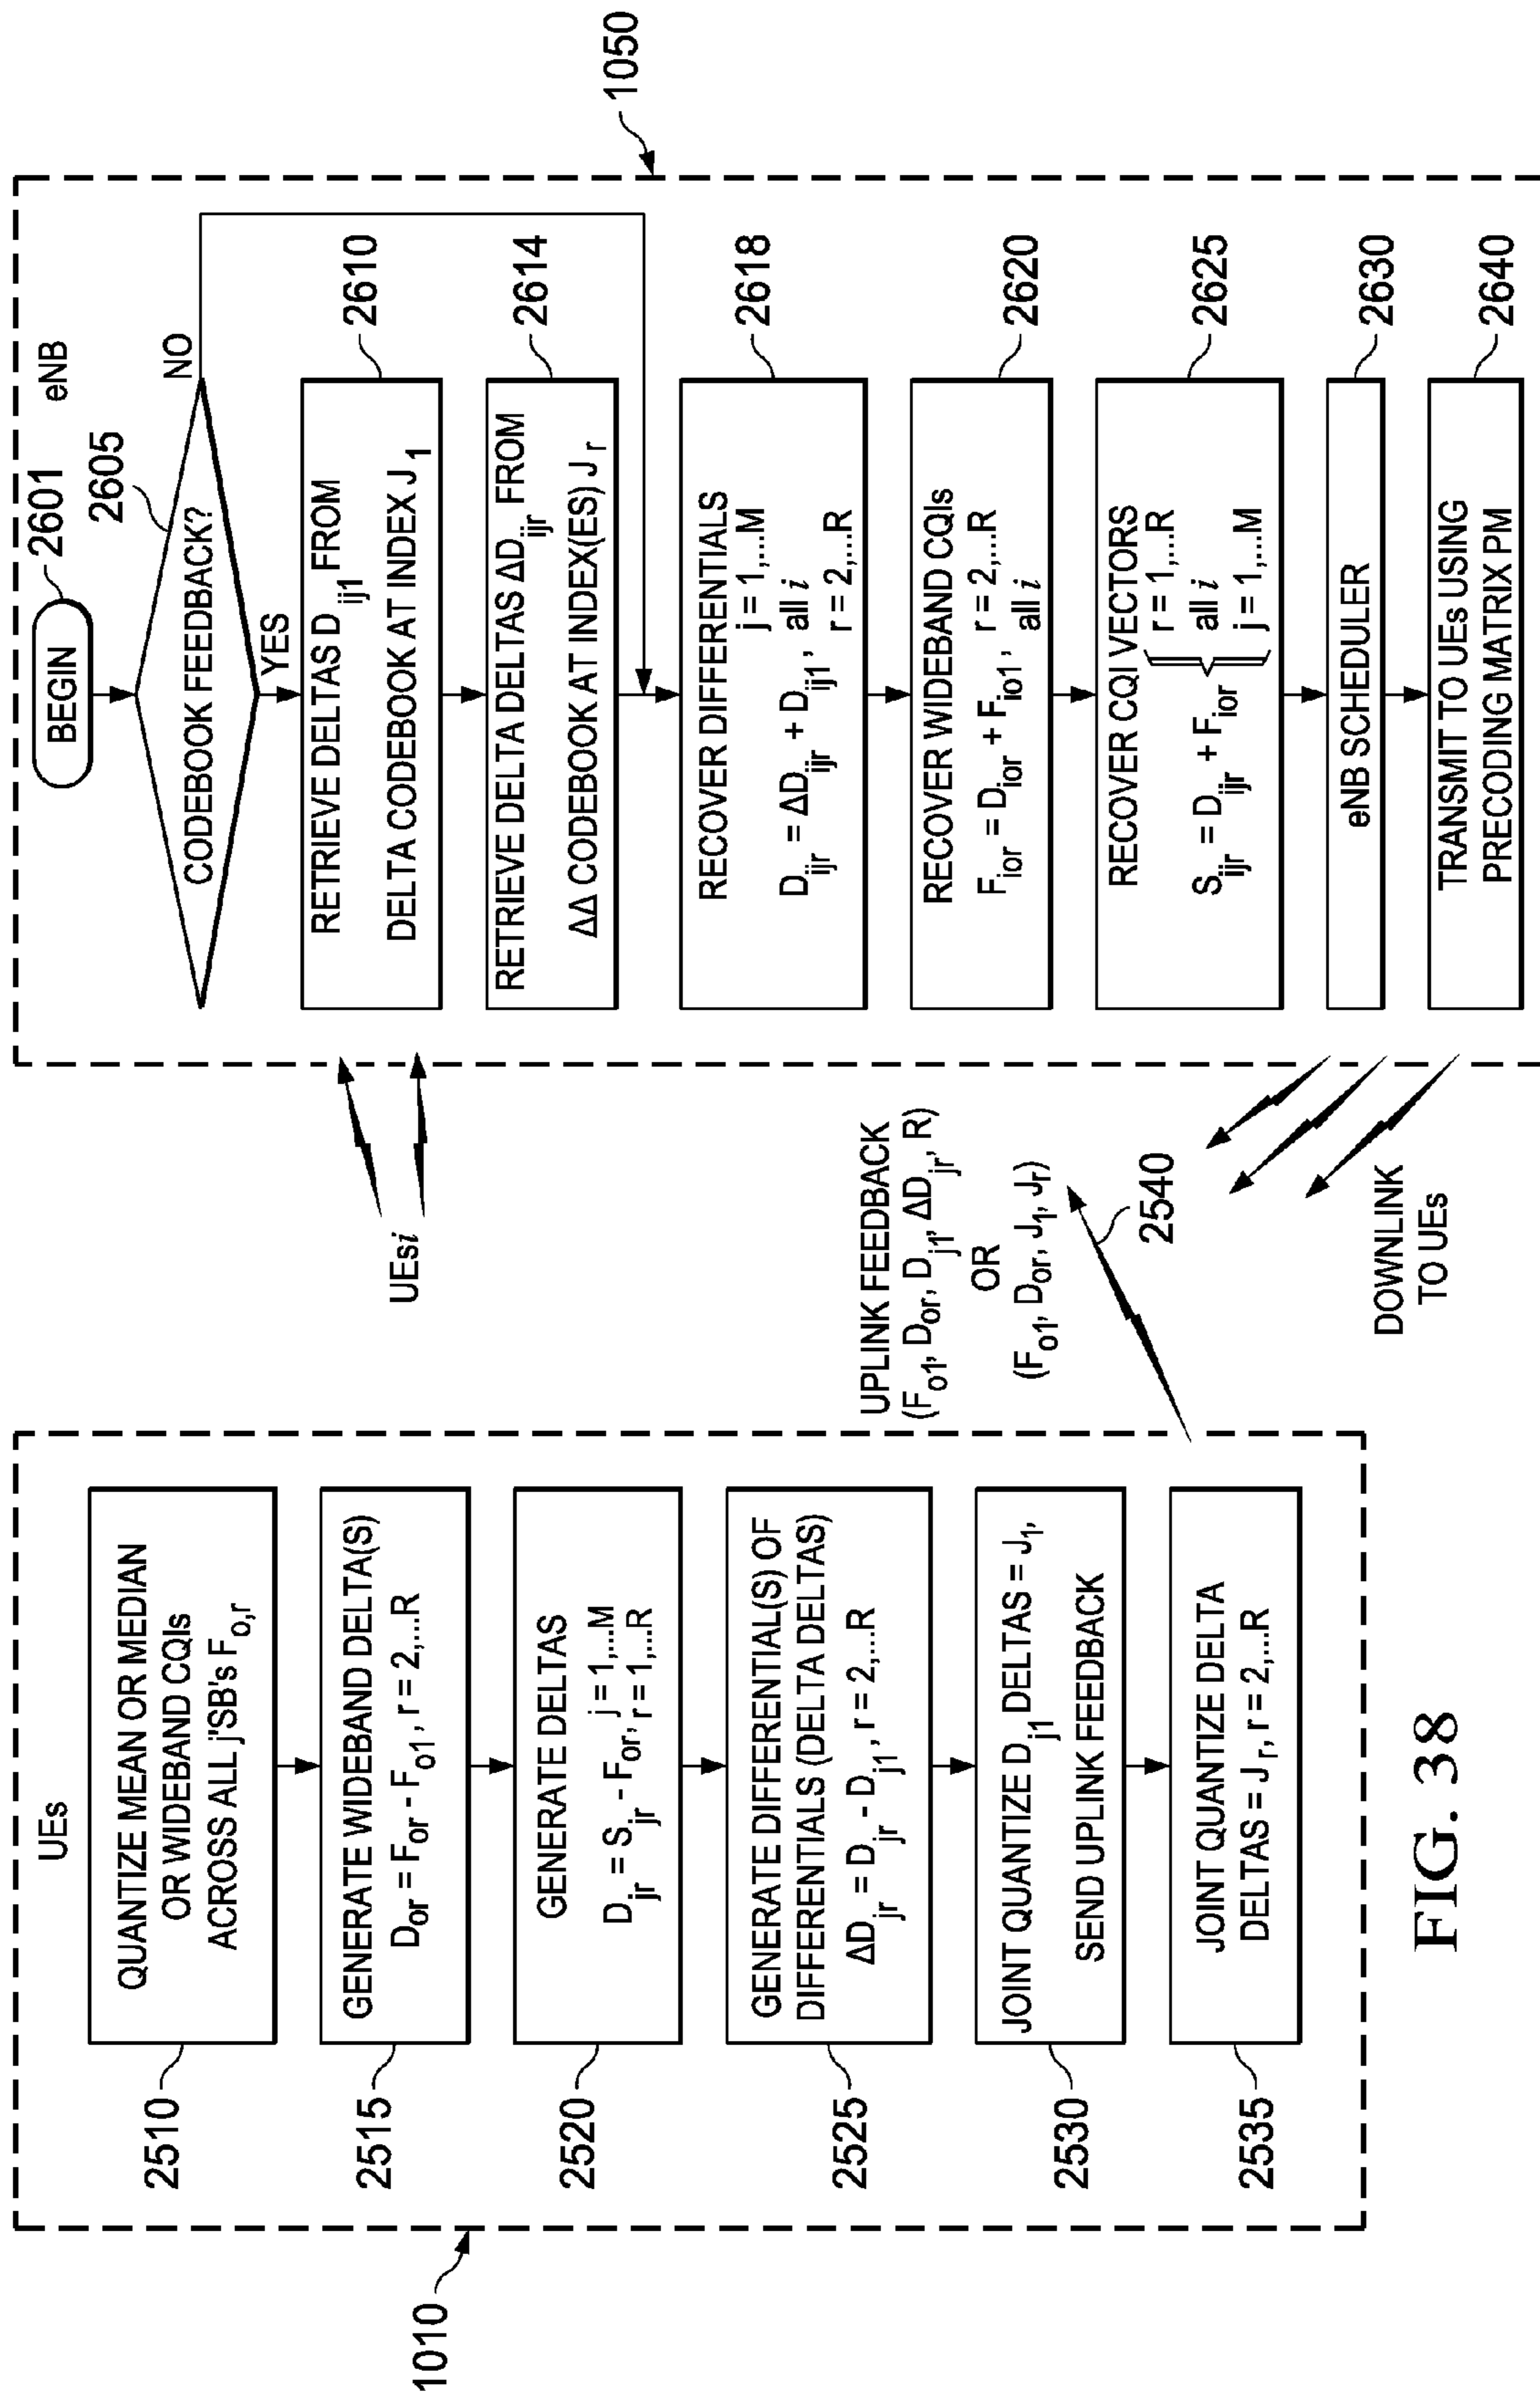 UEs
1010
2510
QUANTIZE MEAN OR MEDIAN
OR WIDEBAND CQIs
ACROSS ALL j'SB's F_o,r
2515
GENERATE WIDEBAND DELTA(S)
D_or = F_or - F_o1, r = 2,...R
2520
GENERATE DELTAS
D_jr = S_jr - F_or, j = 1,...M
r = 1,...R
2525
GENERATE DIFFERENTIAL(S) OF
DIFFERENTIALS (DELTA DELTAS)
ΔD_jr = D_jr - D_j1, r = 2,...R
2530
JOINT QUANTIZE D_j1 DELTAS = J_1,
SEND UPLINK FEEDBACK
2535
JOINT QUANTIZE DELTA
DELTAS = J_r, r = 2,...R
UEsi
UPLINK FEEDBACK
(F_o1, D_or, D_j1, ΔD_jr, R)
OR
(F_o1, D_or, J_1, J_r)
2540
DOWNLINK
TO UEs
eNB
1050
BEGIN
2601
CODEBOOK FEEDBACK?
2605
NO
YES
RETRIEVE DELTAS D_ij1 FROM
DELTA CODEBOOK AT INDEX J_1
2610
RETRIEVE DELTA DELTAS ΔD_ijr FROM
ΔΔ CODEBOOK AT INDEX(ES) J_r
2614
RECOVER DIFFERENTIALS
D_ijr = ΔD_ijr + D_ij1, j = 1,...M
all i
r = 2,...R
2618
RECOVER WIDEBAND CQIs
F_ior = D_ior + F_io1, r = 2,...R
all i
2620
RECOVER CQI VECTORS
S_ijr = D_ijr + F_ior r = 1,...R
all i
j = 1,...M
2625
eNB SCHEDULER
2630
TRANSMIT TO UEs USING
PRECODING MATRIX PM
2640
FIG. 38